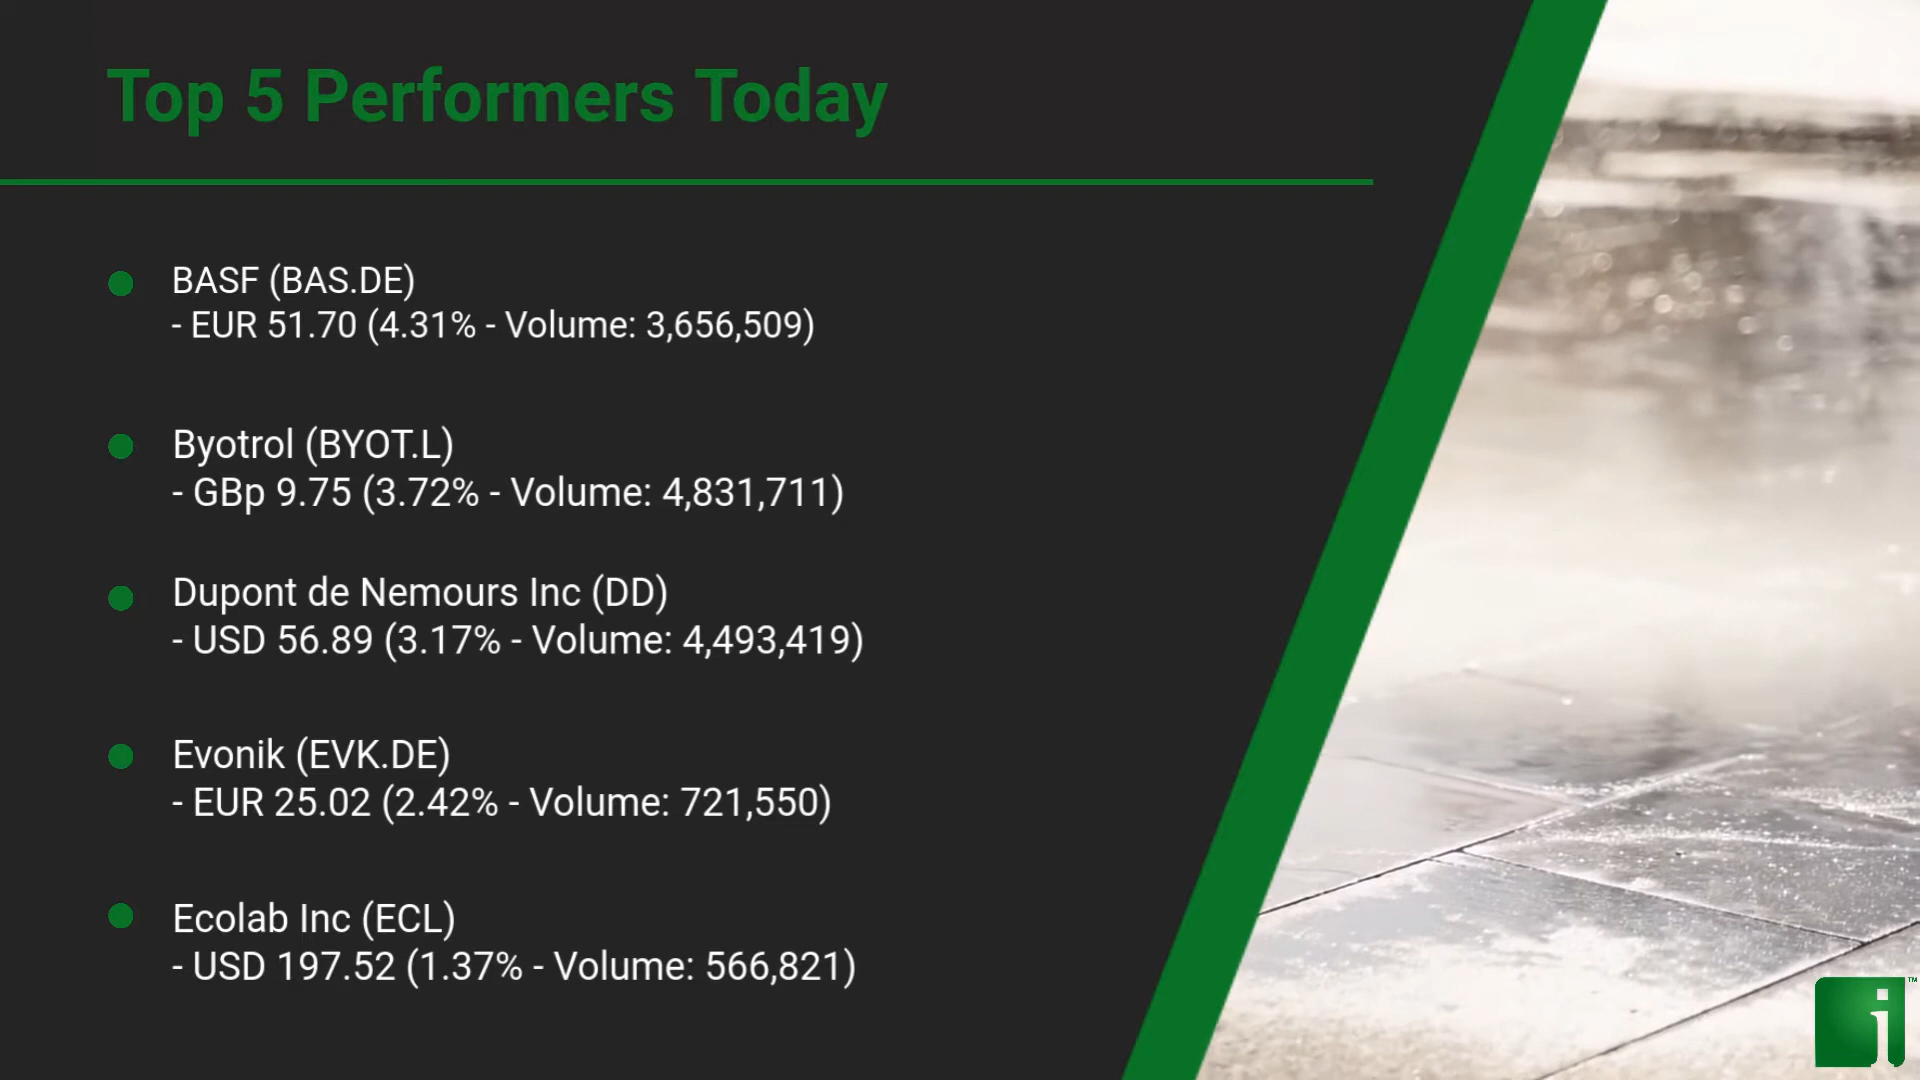 Top 5 Performers Today
BASF (BAS.DE)
- EUR 51.70 (4.31% - Volume: 3,656,509)
Byotrol (BYOT.L)
- GBp 9.75 (3.72% - Volume: 4,831,711)
Dupont de Nemours Inc (DD)
- USD 56.89 (3.17% - Volume: 4,493,419)
Evonik (EVK.DE)
- EUR 25.02 (2.42% - Volume: 721,550)
Ecolab Inc (ECL)
- USD 197.52 (1.37% - Volume: 566,821)
i ™